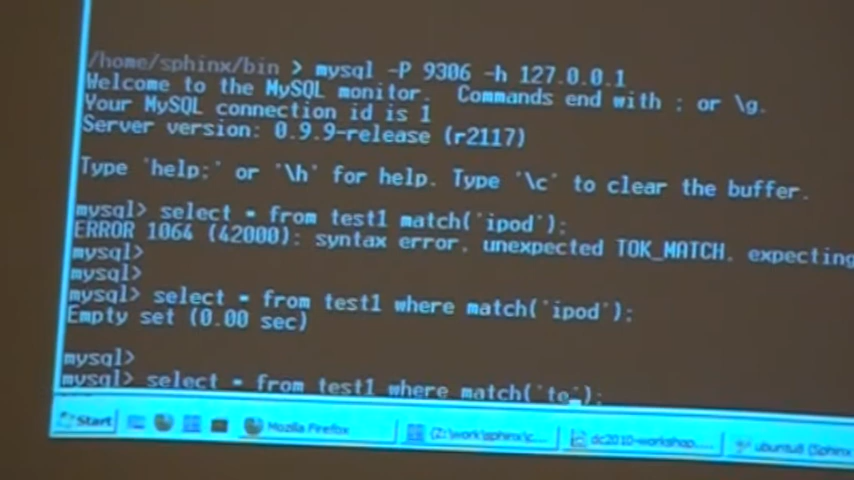 /home/sphinx/bin > mysql -P 9306 -h 127.0.0.1
Welcome to the MySQL monitor.  Commands end with ; or \g.
Your MySQL connection id is 1
Server version: 0.9.9-release (r2117)
Type 'help;' or '\h' for help. Type '\c' to clear the buffer.
mysql> select * from test1 match('ipod');
ERROR 1064 (42000): syntax error, unexpected TOK_MATCH, expecting
mysql>
mysql>
mysql> select * from test1 where match('ipod');
Empty set (0.00 sec)
mysql>
mysql> select * from test1 where match('te_');
Start Mozilla Firefox (Z:\work\sphinx\c... dc2010-workshop.... ubuntu8 (Sphinx